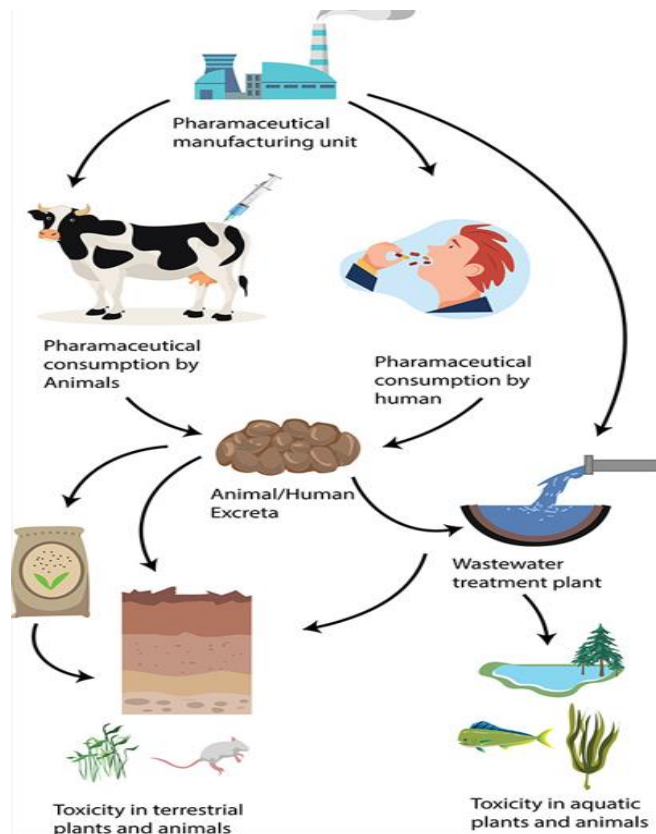 Pharamaceutical
manufacturing unit
Pharamaceutical
consumption by
Animals
Pharamaceutical
consumption by
human
Animal/Human
Excreta
Wastewater
treatment plant
Toxicity in terrestrial
plants and animals
Toxicity in aquatic
plants and animals